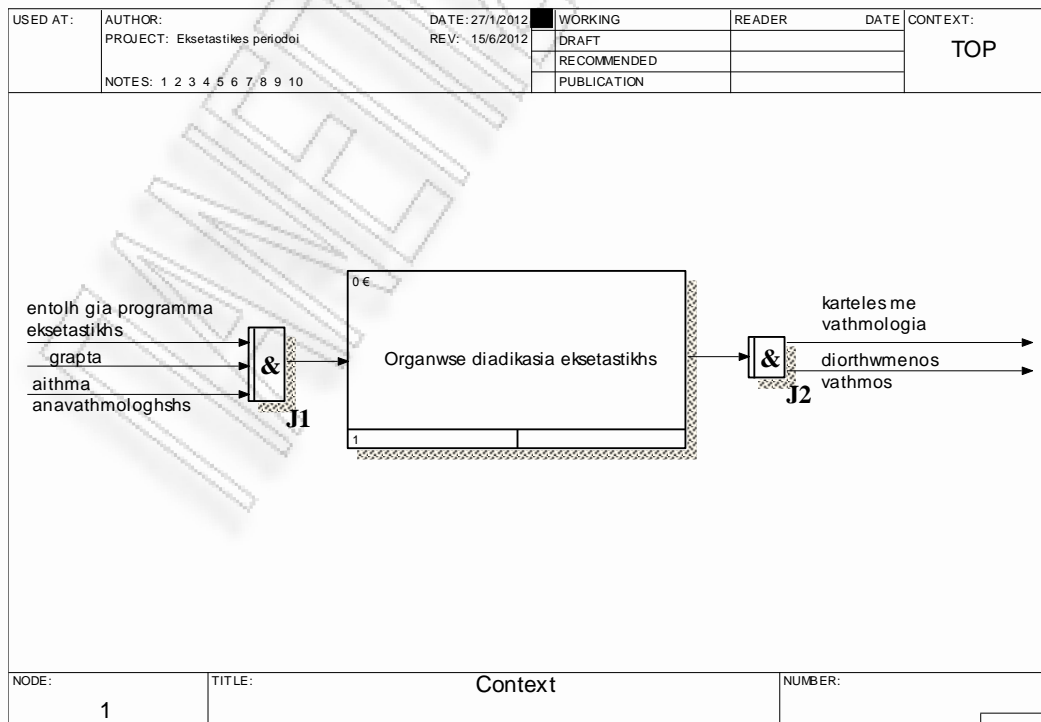 USED AT:
AUTHOR:
DATE: 27/1/2012
PROJECT: Eksetastikes periodoi
REV: 15/6/2012
NOTES: 1 2 3 4 5 6 7 8 9 10
WORKING
DRAFT
RECOMMENDED
PUBLICATION
READER DATE
CONTEXT:
TOP
entolh gia programma
eksetastikhs
grapta
aithma
anavathmologhshs
&
J1
0 €
Organwse diadikasia eksetastikhs
1
&
J2
karteles me
vathmologia
diorthwmenos
vathmos
NODE:
1
TITLE:
Context
NUMBER: